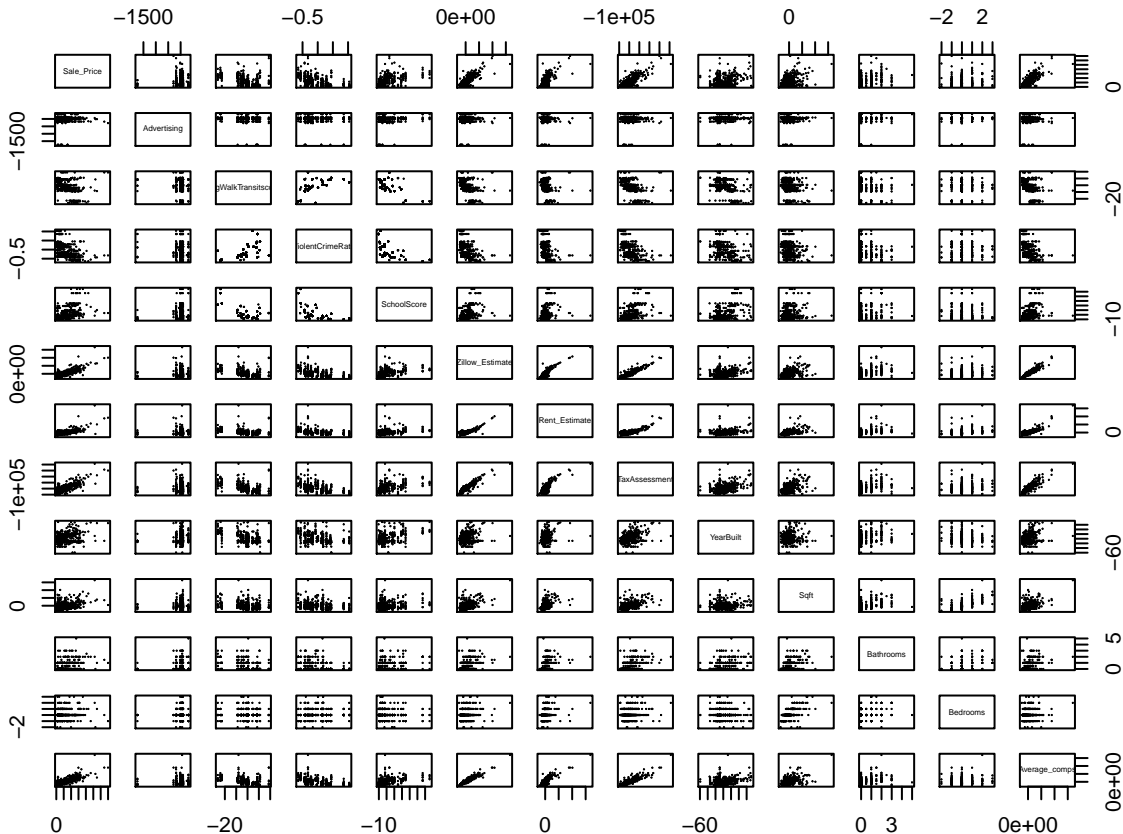 −1500 −0.5 0e+00 −1e+05 0 −2 2
Sale_Price
0
−1500
Advertising
gWalkTransitsco
−20
−0.5
iolentCrimeRat
SchoolScore
−10
0e+00
Zillow_Estimate
Rent_Estimate
0
−1e+05
TaxAssessment
YearBuilt
−60
0
Sqft
Bathrooms
0 5
−2
Bedrooms
Average_comps
0e+00
0 −20 −10 0 −60 0 3 0e+00